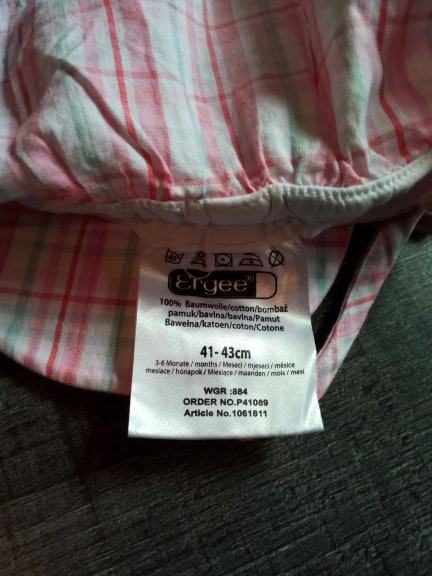 ergee®
100% Baumwolle/cotton/bombaž
pamuk/bavina/bavina/Pamut
Bawełna/katoen/coton/Cotone
41-43cm
3-6 Monate / months / Meseci / mjeseci / měsíce
mesiace / hónapok / Miesiące / maanden / mois / mesi
WGR :884
ORDER NO.P41089
Article No.1061811